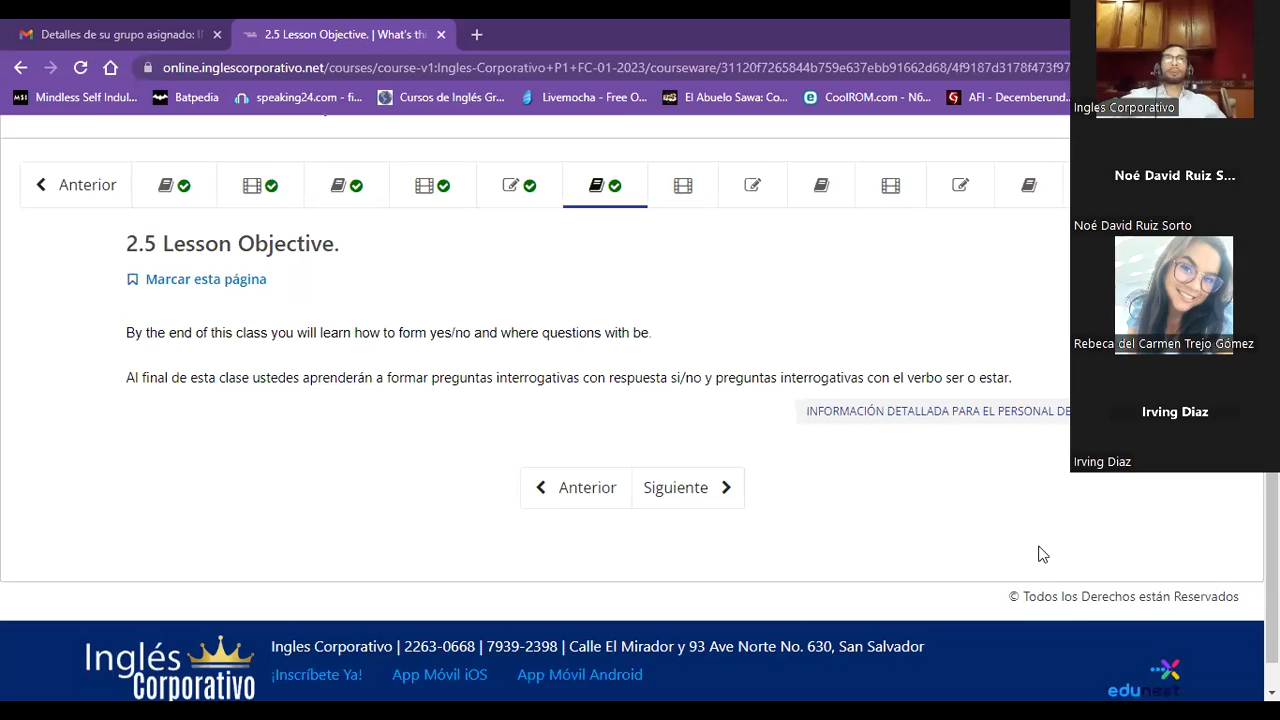 Detalles de su grupo asignado: I
2.5 Lesson Objective. | What's thi
online.inglescorporativo.net/courses/course-v1:Ingles-Corporativo+P1+FC-01-2023/courseware/31120f7265844b759e637ebb91662d68/4f9187d3178f473f97
Mindless Self Indul...
Batpedia
speaking24.com - fi...
Cursos de Inglés Gr...
Livemocha - Free O...
El Abuelo Sawa: Co...
CoolROM.com - N6...
AFI - Decemberund...
Ingles Corporativo
Noé David Ruiz S...
Noé David Ruiz Sorto
Rebeca del Carmen Trejo Gómez
Irving Diaz
Irving Diaz
Anterior
2.5 Lesson Objective.
Marcar esta página
By the end of this class you will learn how to form yes/no and where questions with be.
Al final de esta clase ustedes aprenderán a formar preguntas interrogativas con respuesta si/no y preguntas interrogativas con el verbo ser o estar.
INFORMACIÓN DETALLADA PARA EL PERSONAL DE
Anterior
Siguiente
© Todos los Derechos están Reservados
Inglés
Corporativo
Ingles Corporativo | 2263-0668 | 7939-2398 | Calle El Mirador y 93 Ave Norte No. 630, San Salvador
¡Inscríbete Ya!
App Móvil iOS
App Móvil Android
edunext